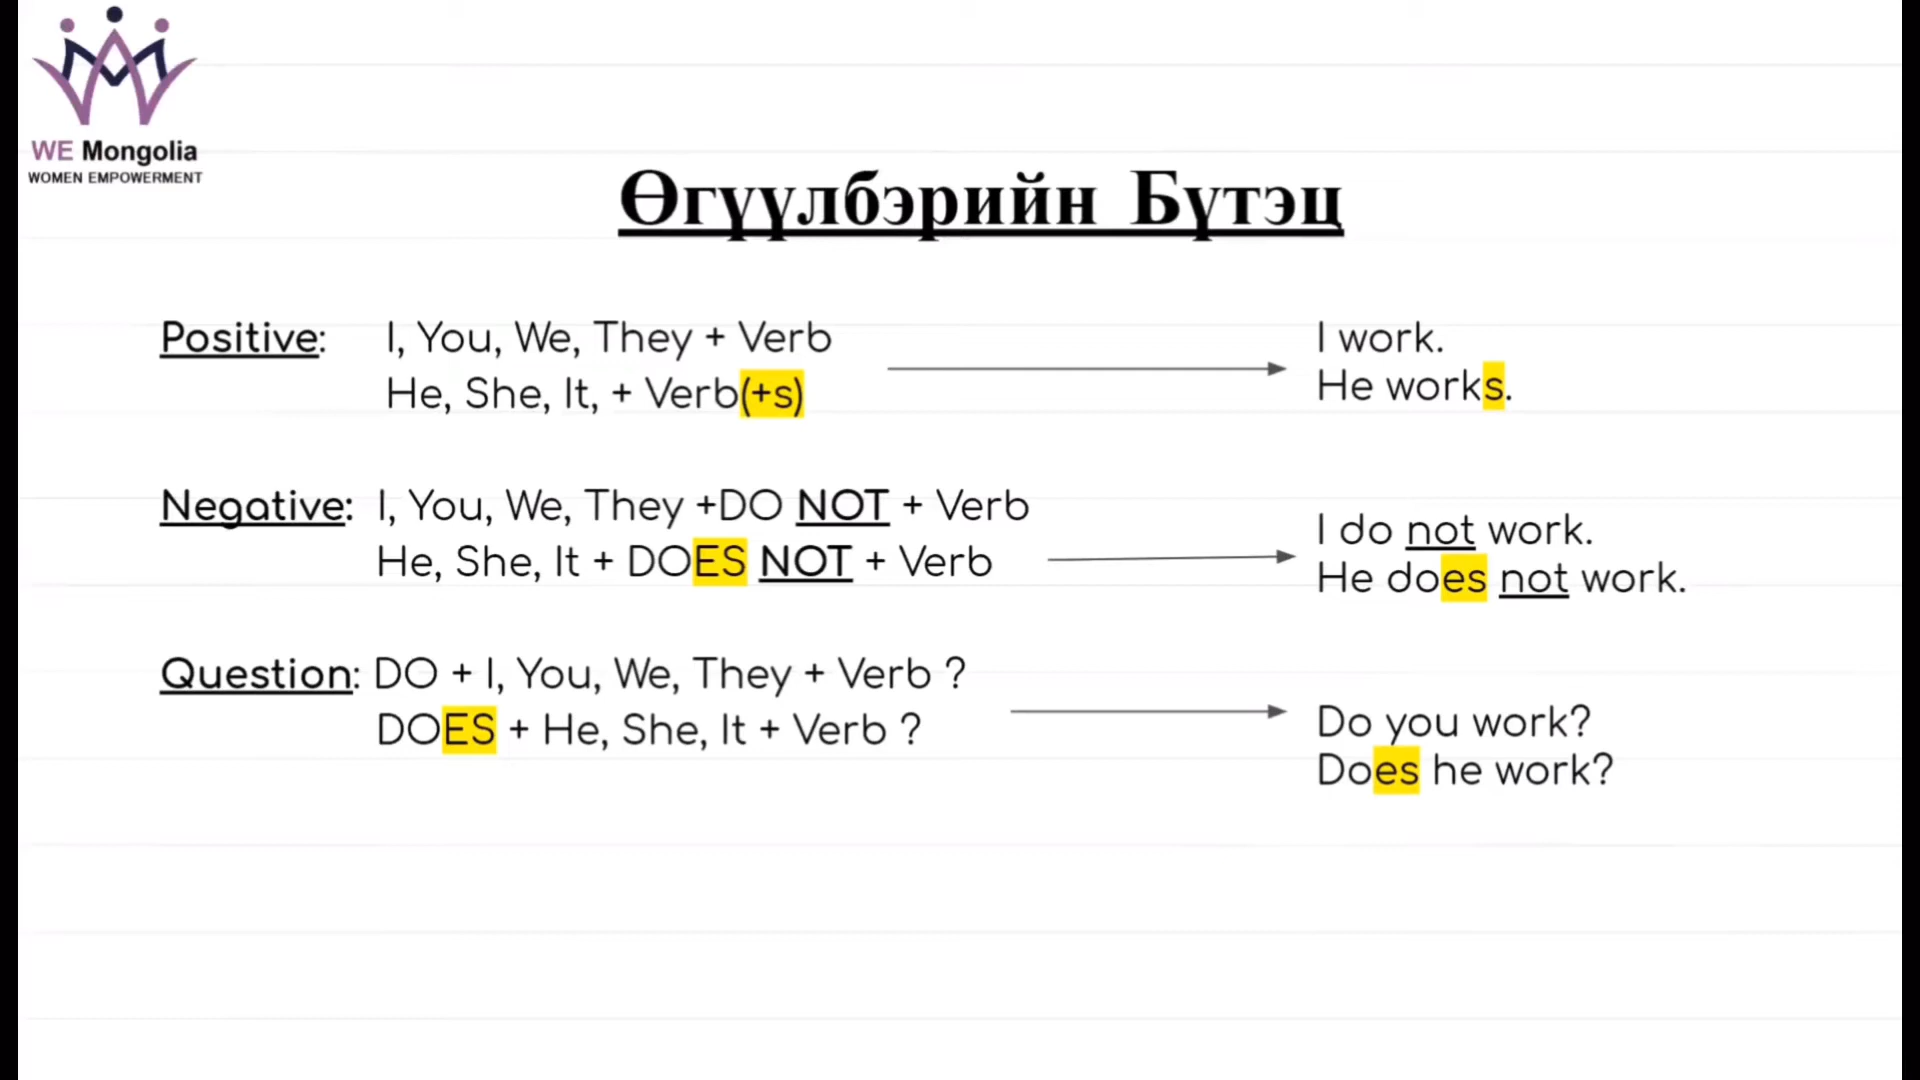 WE Mongolia
WOMEN EMPOWERMENT
Өгүүлбэрийн Бүтэц
Positive: I, You, We, They + Verb
He, She, It, + Verb(+s)
I work.
He works.
Negative: I, You, We, They +DO NOT + Verb
He, She, It + DOES NOT + Verb
I do not work.
He does not work.
Question: DO + I, You, We, They + Verb ?
DOES + He, She, It + Verb ?
Do you work?
Does he work?